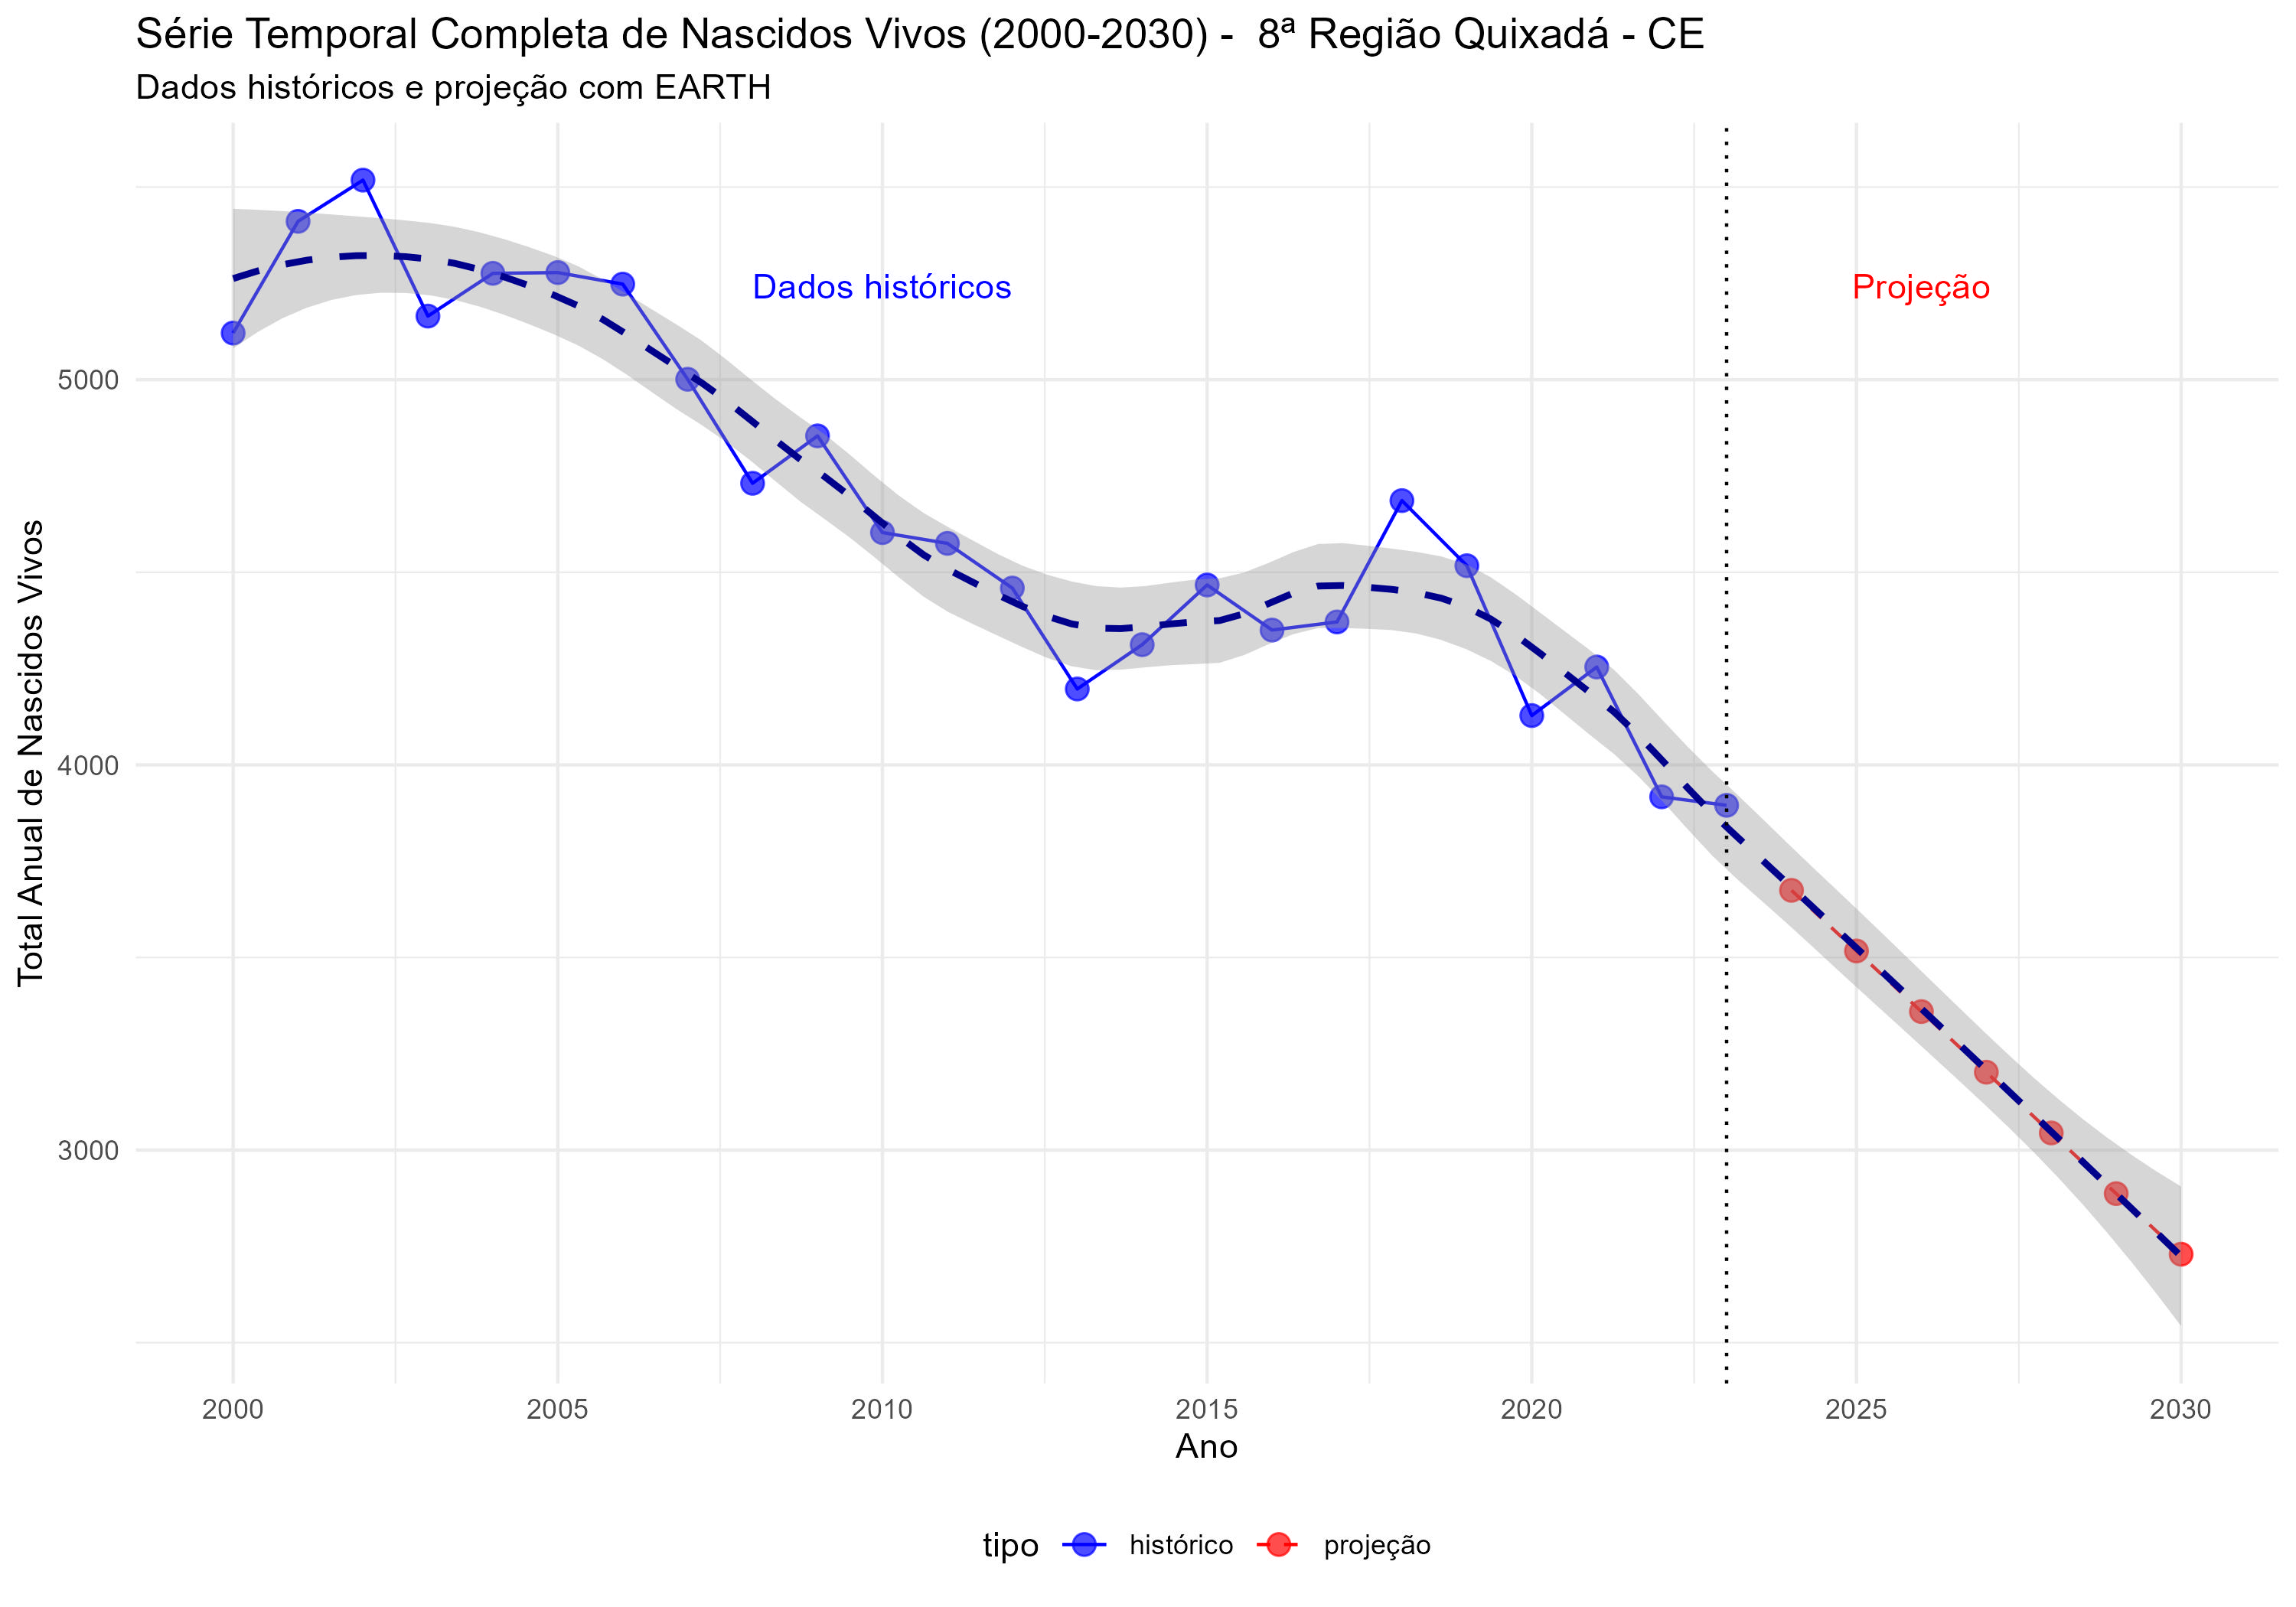 Série Temporal Completa de Nascidos Vivos (2000-2030) -  8ª Região Quixadá - CE
Dados históricos e projeção com EARTH
Dados históricos
Projeção
Total Anual de Nascidos Vivos
5000
4000
3000
2000
2005
2010
2015
2020
2025
2030
Ano
tipo
histórico
projeção